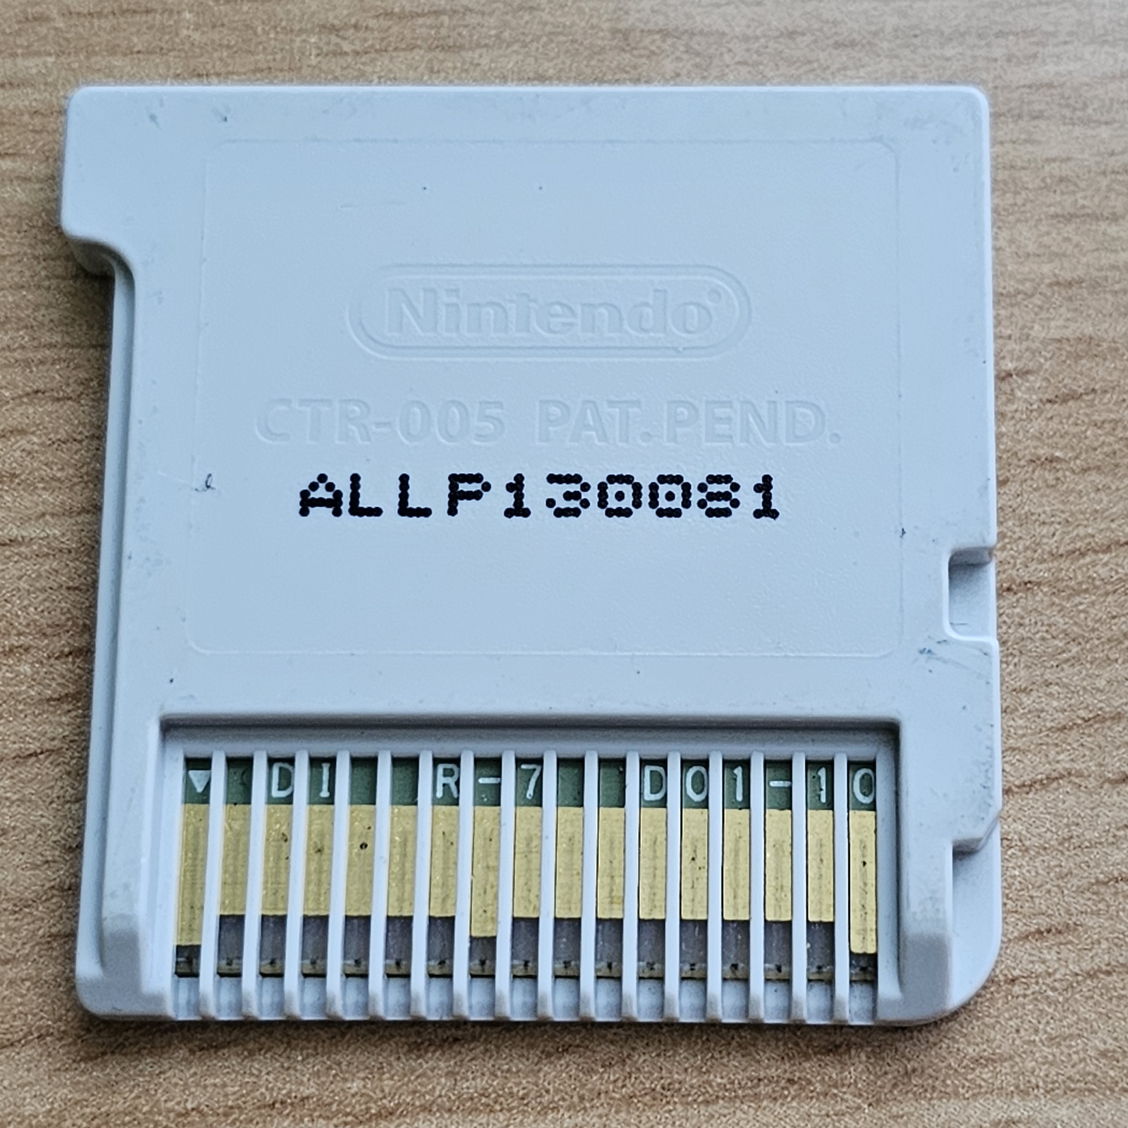 Nintendo
CTR-005 PAT.PEND.
ALLP130081
DI R-7 D01-10